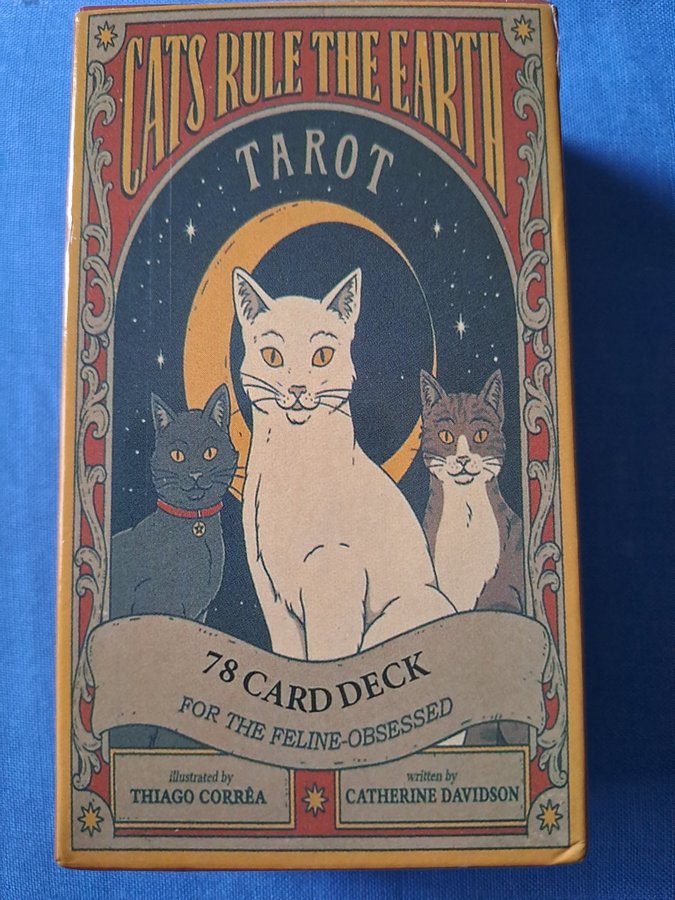 CATS RULE THE EARTH
TAROT
78 CARD DECK
FOR THE FELINE-OBSESSED
illustrated by
THIAGO CORRÊA
written by
CATHERINE DAVIDSON